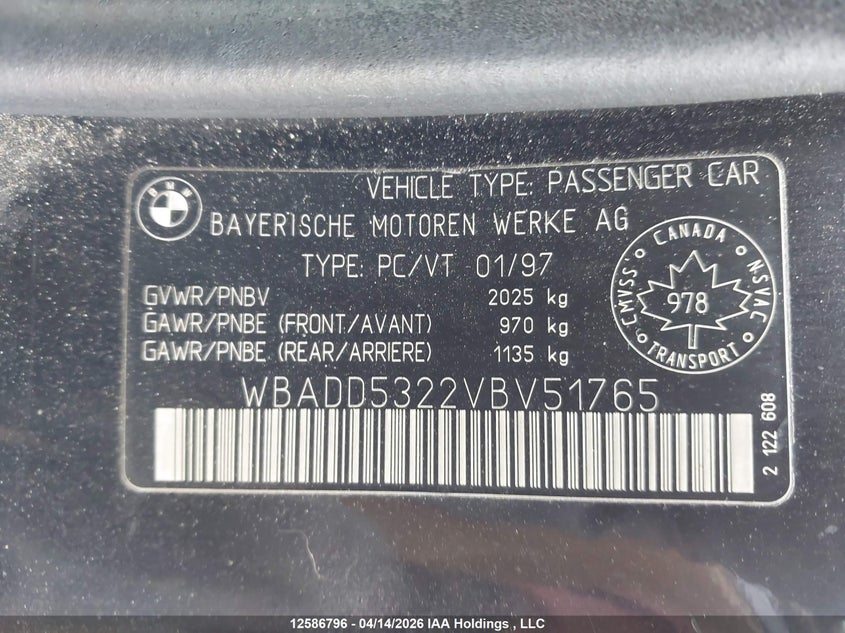 VEHICLE TYPE: PASSENGER CAR
BMW
BAYERISCHE MOTOREN WERKE AG
TYPE: PC/VT 01/97
GVWR/PNBV 2025 kg
GAWR/PNBE (FRONT/AVANT) 970 kg
GAWR/PNBE (REAR/ARRIERE) 1135 kg
CANADA
CMVSS
NSVAC
978
TRANSPORT
WBADD5322VBV51765
2 122 608
12586796 - 04/14/2026 IAA Holdings , LLC